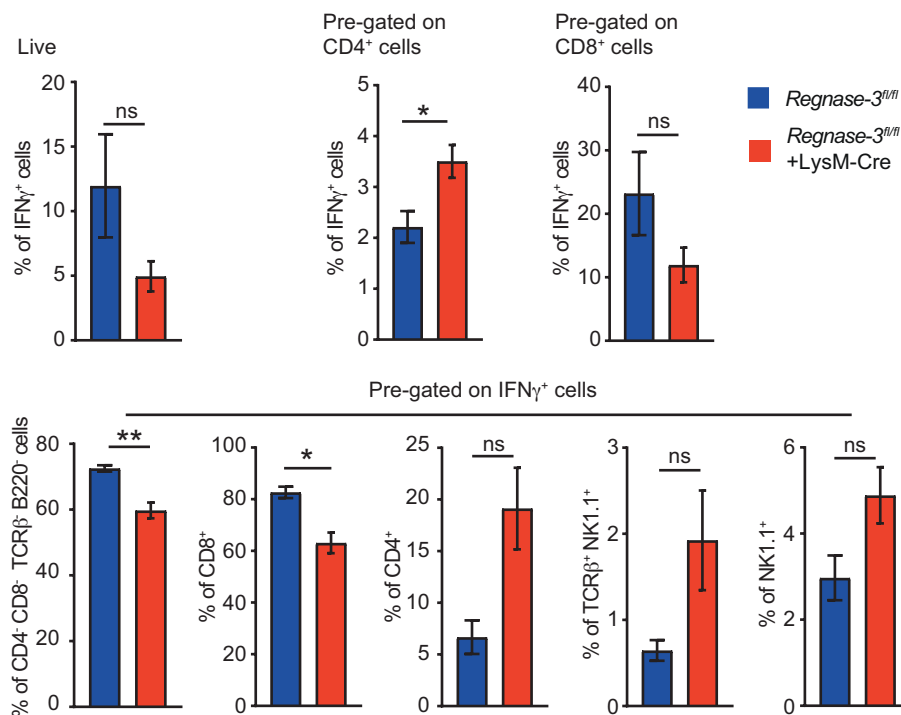 Live
20
15
10
5
0
% of IFNγ⁺ cells
ns
Pre-gated on
CD4⁺ cells
5
4
3
2
1
0
% of IFNγ⁺ cells
*
Pre-gated on
CD8⁺ cells
40
30
20
10
0
% of IFNγ⁺ cells
ns
Regnase-3^fl/fl
Regnase-3^fl/fl
+LysM-Cre
Pre-gated on IFNγ⁺ cells
80
60
40
20
0
% of CD4⁻ CD8⁻ TCRβ⁻ B220⁻ cells
**
100
80
60
40
20
0
% of CD8⁺
*
25
20
15
10
5
0
% of CD4⁺
ns
3
2
1
0
% of TCRβ⁺ NK1.1⁺
ns
6
4
2
0
% of NK1.1⁺
ns